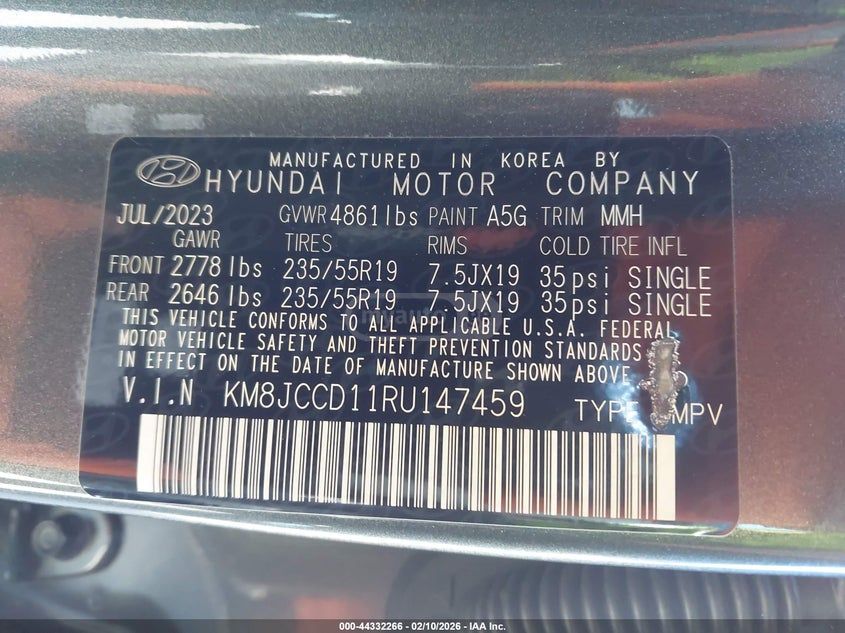 MANUFACTURED IN KOREA BY
HYUNDAI MOTOR COMPANY
JUL/2023 GVWR 4861 lbs PAINT A5G TRIM MMH
GAWR TIRES RIMS COLD TIRE INFL
FRONT 2778 lbs 235/55R19 7.5JX19 35psi SINGLE
REAR 2646 lbs 235/55R19 7.5JX19 35psi SINGLE
THIS VEHICLE CONFORMS TO ALL APPLICABLE U.S.A. FEDERAL
MOTOR VEHICLE SAFETY AND THEFT PREVENTION STANDARDS
IN EFFECT ON THE DATE OF MANUFACTURE SHOWN ABOVE.
V.I.N KM8JCCD11RU147459 TYPE MPV
000-44332266 - 02/10/2026 - IAA Inc.